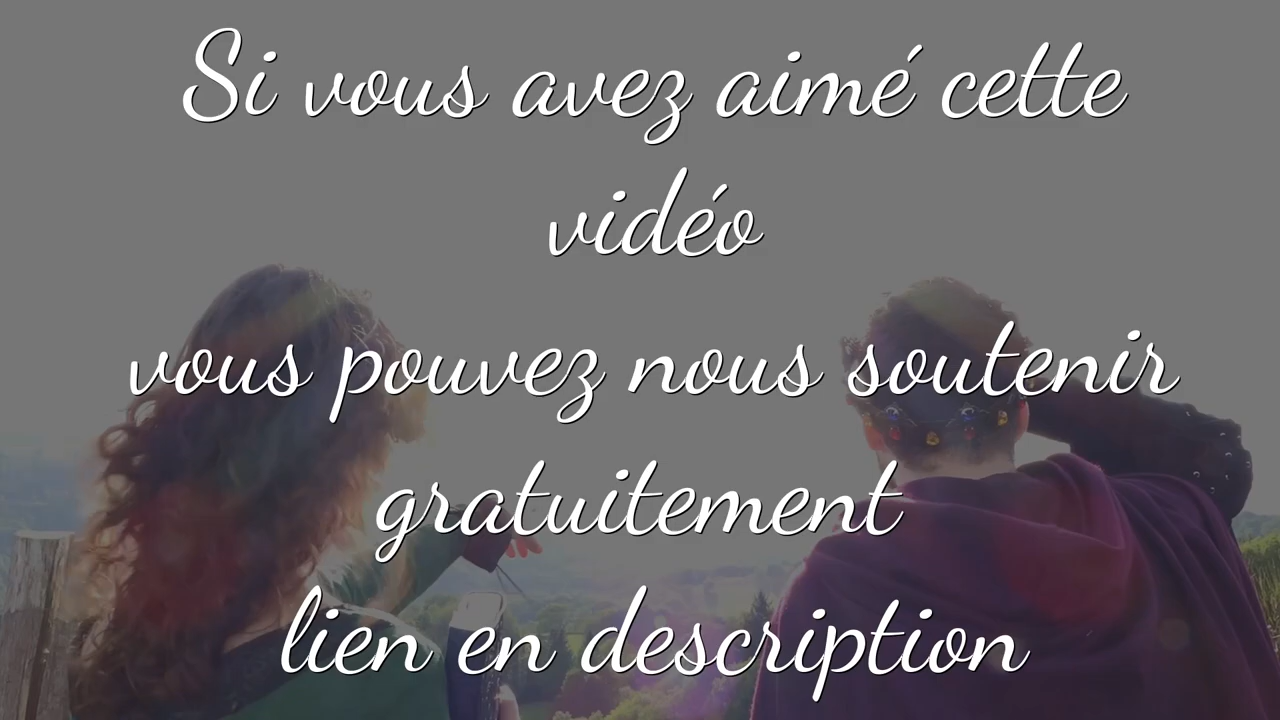 Si vous avez aimé cette
vidéo
vous pouvez nous soutenir
gratuitement
lien en description